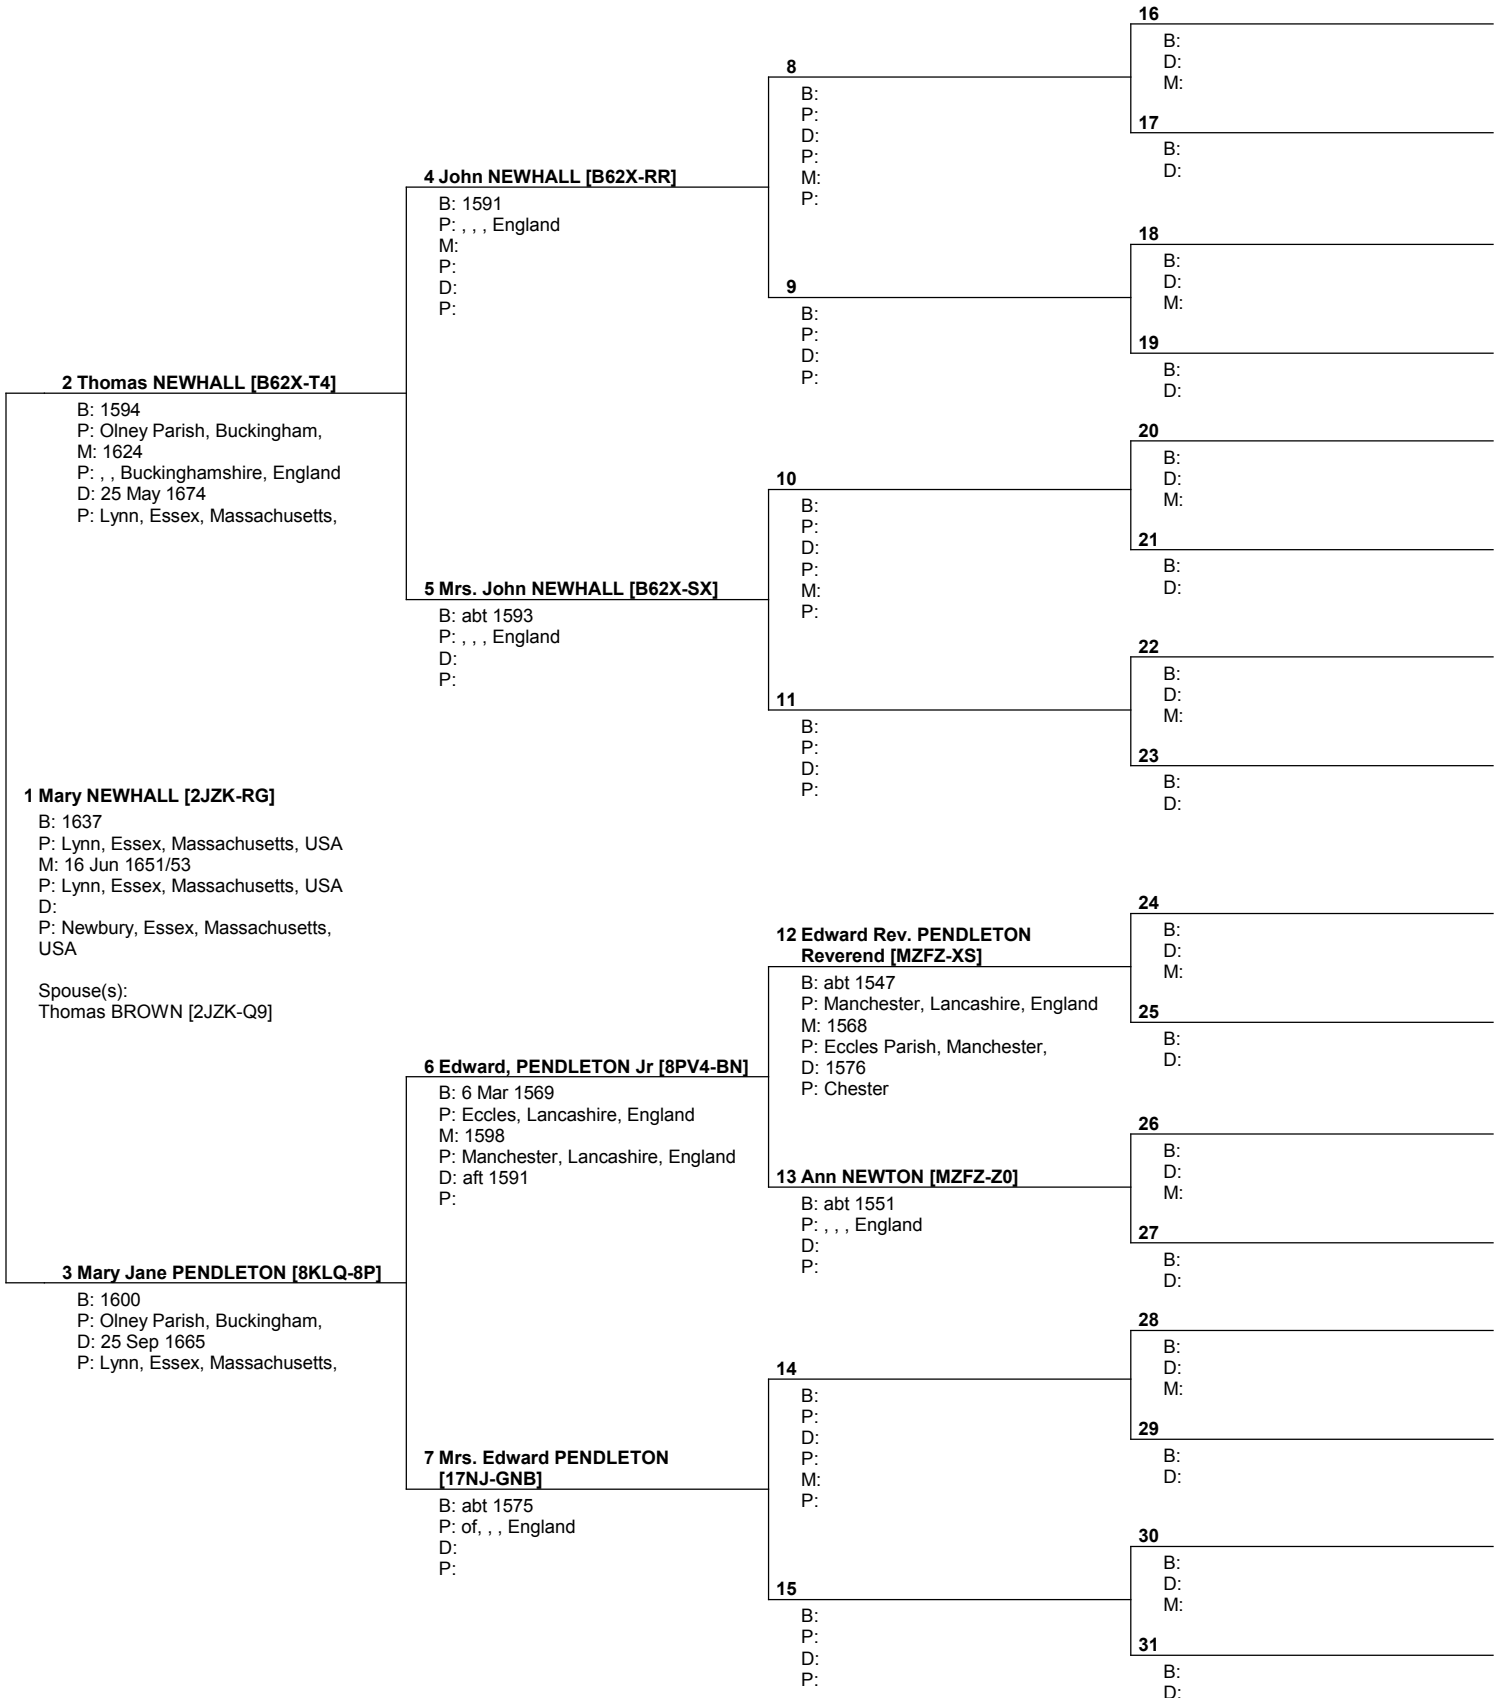 1 Mary NEWHALL [2JZK-RG]
B: 1637
P: Lynn, Essex, Massachusetts, USA
M: 16 Jun 1651/53
P: Lynn, Essex, Massachusetts, USA
D:
P: Newbury, Essex, Massachusetts,
USA
Spouse(s):
Thomas BROWN [2JZK-Q9]
2 Thomas NEWHALL [B62X-T4]
B: 1594
P: Olney Parish, Buckingham,
M: 1624
P: , , Buckinghamshire, England
D: 25 May 1674
P: Lynn, Essex, Massachusetts,
3 Mary Jane PENDLETON [8KLQ-8P]
B: 1600
P: Olney Parish, Buckingham,
D: 25 Sep 1665
P: Lynn, Essex, Massachusetts,
4 John NEWHALL [B62X-RR]
B: 1591
P: , , , England
M:
P:
D:
P:
5 Mrs. John NEWHALL [B62X-SX]
B: abt 1593
P: , , , England
D:
P:
6 Edward, PENDLETON Jr [8PV4-BN]
B: 6 Mar 1569
P: Eccles, Lancashire, England
M: 1598
P: Manchester, Lancashire, England
D: aft 1591
P:
7 Mrs. Edward PENDLETON
[17NJ-GNB]
B: abt 1575
P: of, , , England
D:
P:
8
B:
P:
D:
P:
M:
P:
9
B:
P:
D:
P:
10
B:
P:
D:
P:
M:
P:
11
B:
P:
D:
P:
12 Edward Rev. PENDLETON
Reverend [MZFZ-XS]
B: abt 1547
P: Manchester, Lancashire, England
M: 1568
P: Eccles Parish, Manchester,
D: 1576
P: Chester
13 Ann NEWTON [MZFZ-Z0]
B: abt 1551
P: , , , England
D:
P:
14
B:
P:
D:
P:
M:
P:
15
B:
P:
D:
P:
16
B:
D:
M:
17
B:
D:
18
B:
D:
M:
19
B:
D:
20
B:
D:
M:
21
B:
D:
22
B:
D:
M:
23
B:
D:
24
B:
D:
M:
25
B:
D:
26
B:
D:
M:
27
B:
D:
28
B:
D:
M:
29
B:
D:
30
B:
D:
M:
31
B:
D: